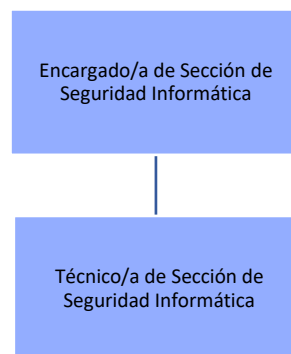 Encargado/a de Sección de
Seguridad Informática
Técnico/a de Sección de
Seguridad Informática